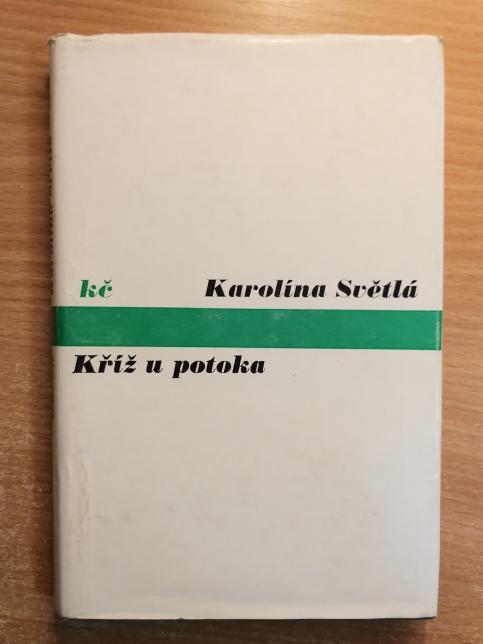 kč Karolína Světlá
Kříž u potoka